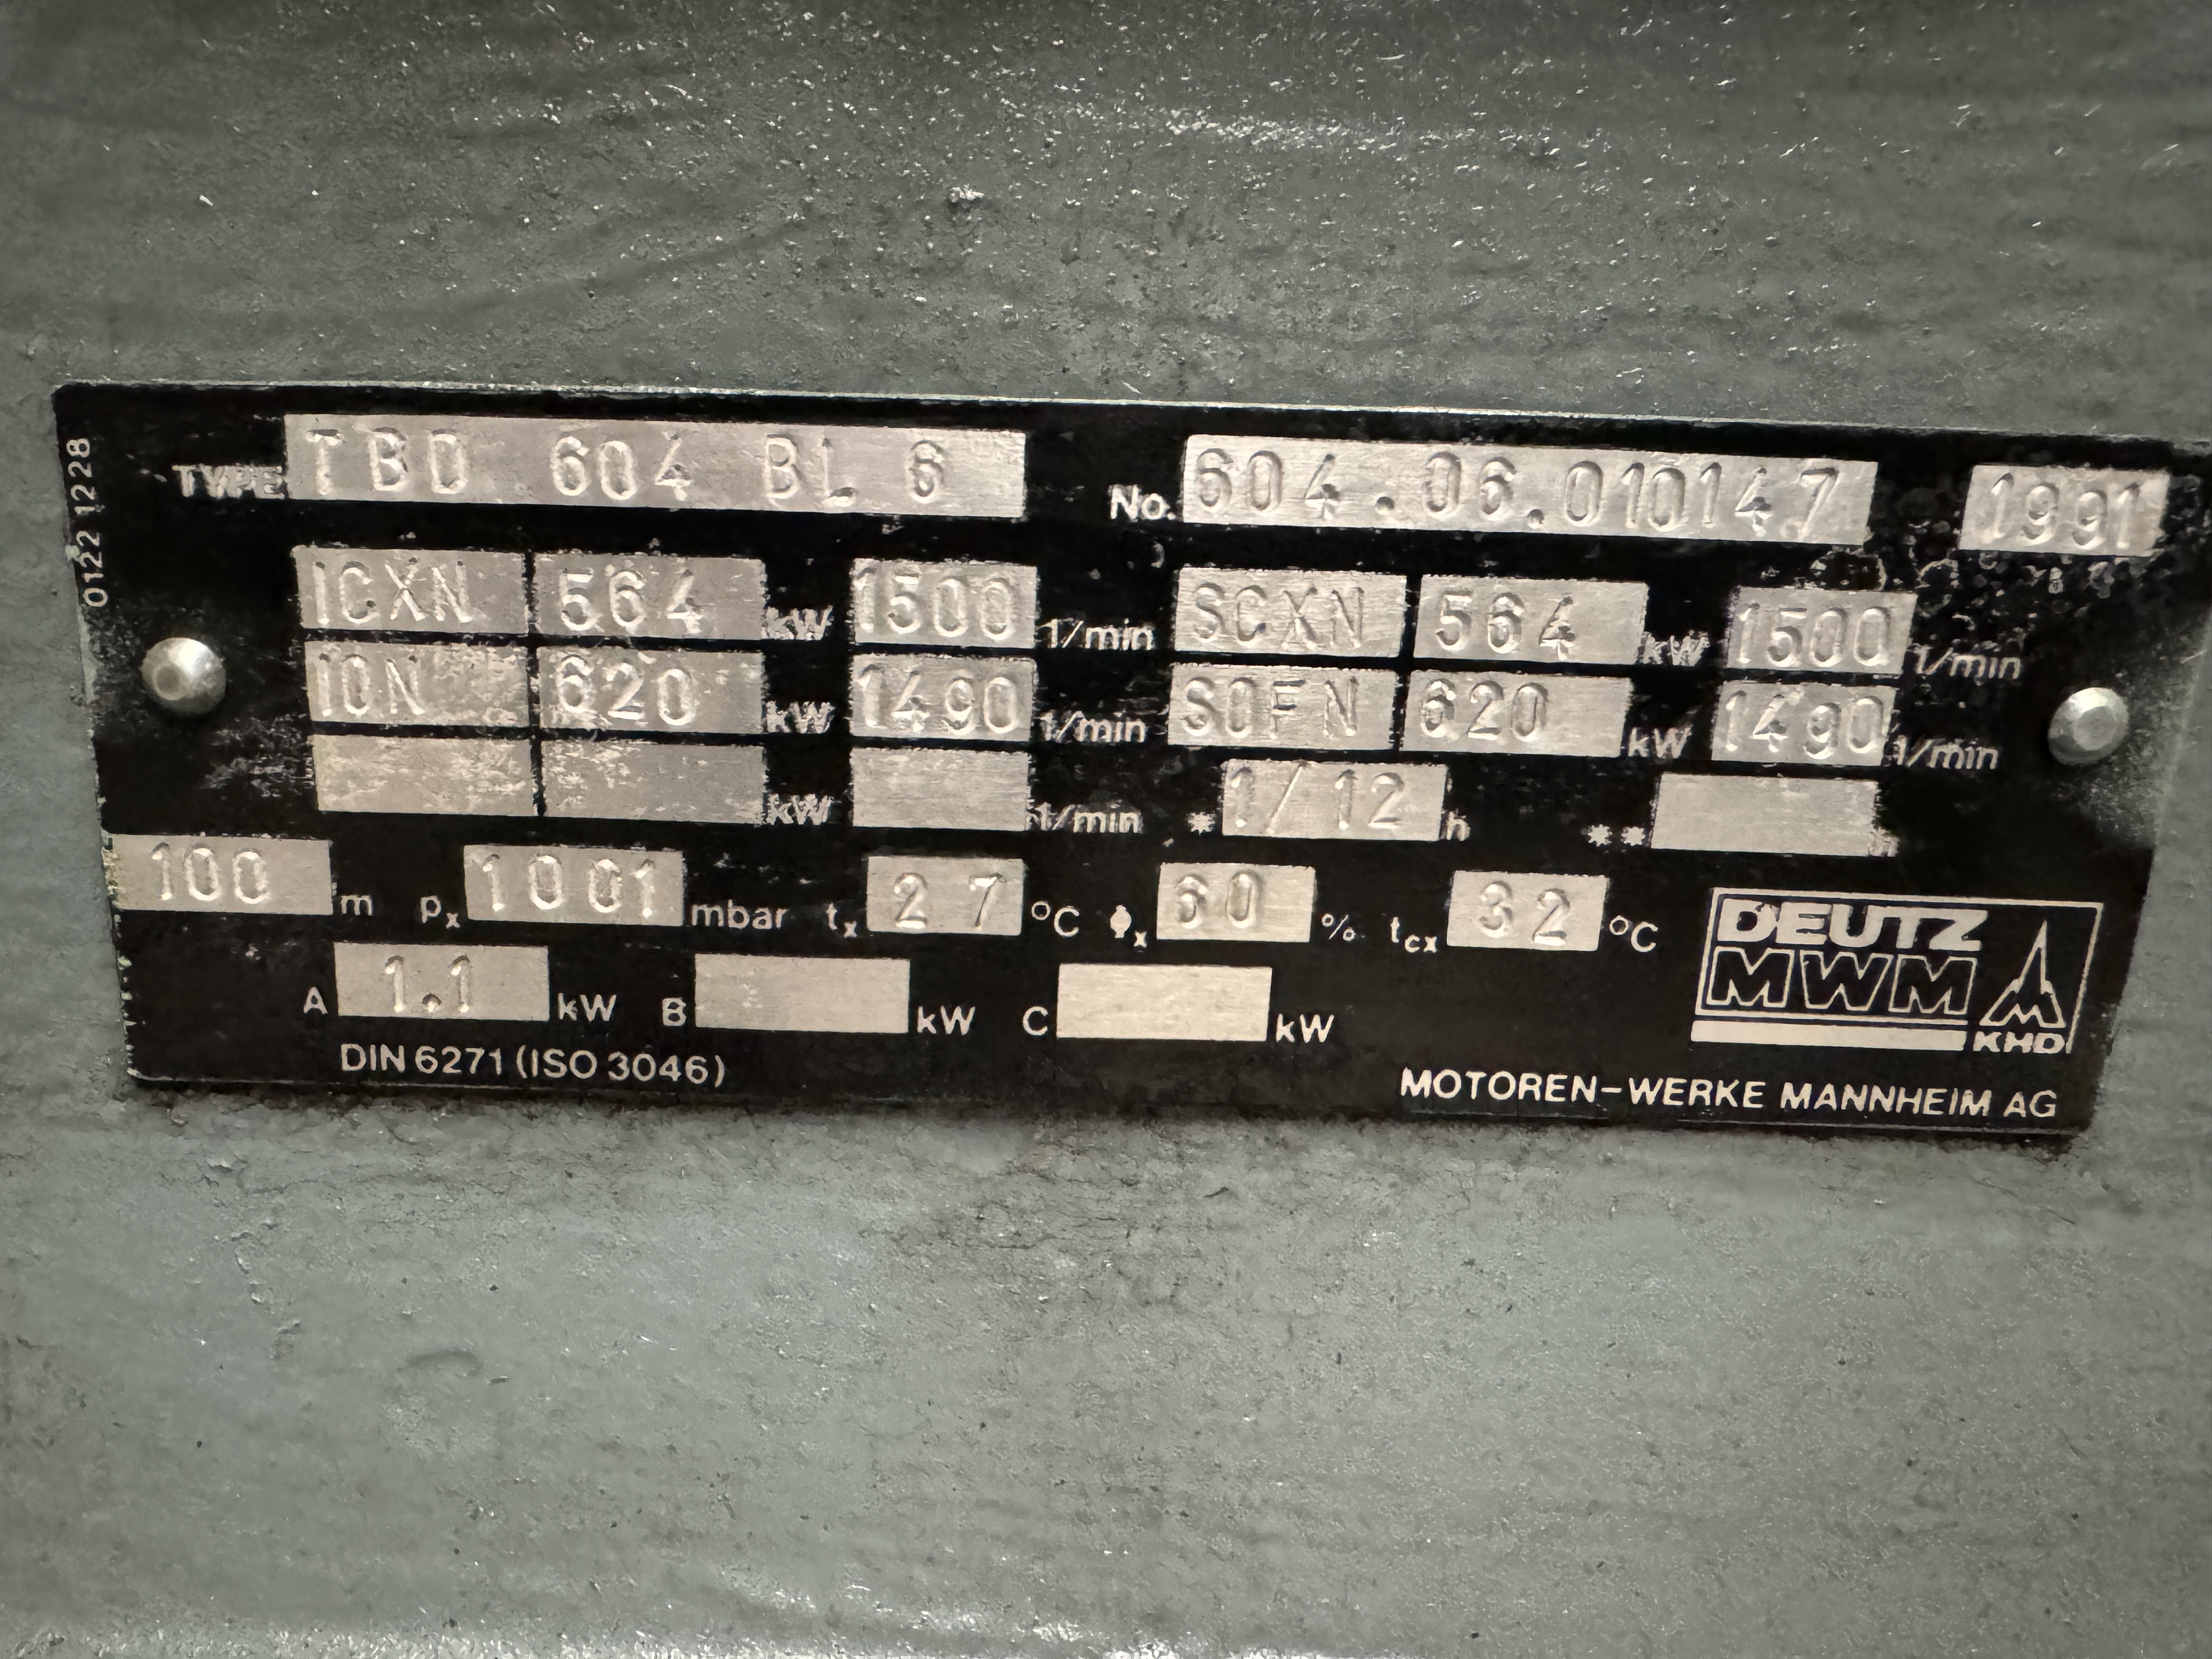 0122 1228
TYPE TBD 604 BL 6 No. 604.06.010147 1991
ICXN 564 kW 1500 1/min SCXN 564 kW 1500 1/min
ION 620 kW 1490 1/min SOFN 620 kW 1490 1/min
kW 1/min * 1/12 h ** h
100 m px 1001 mbar tx 27 °C Φx 60 % tcx 32 °C
A 1.1 kW B kW C kW
DEUTZ
MWM
KHD
DIN 6271 (ISO 3046)
MOTOREN-WERKE MANNHEIM AG